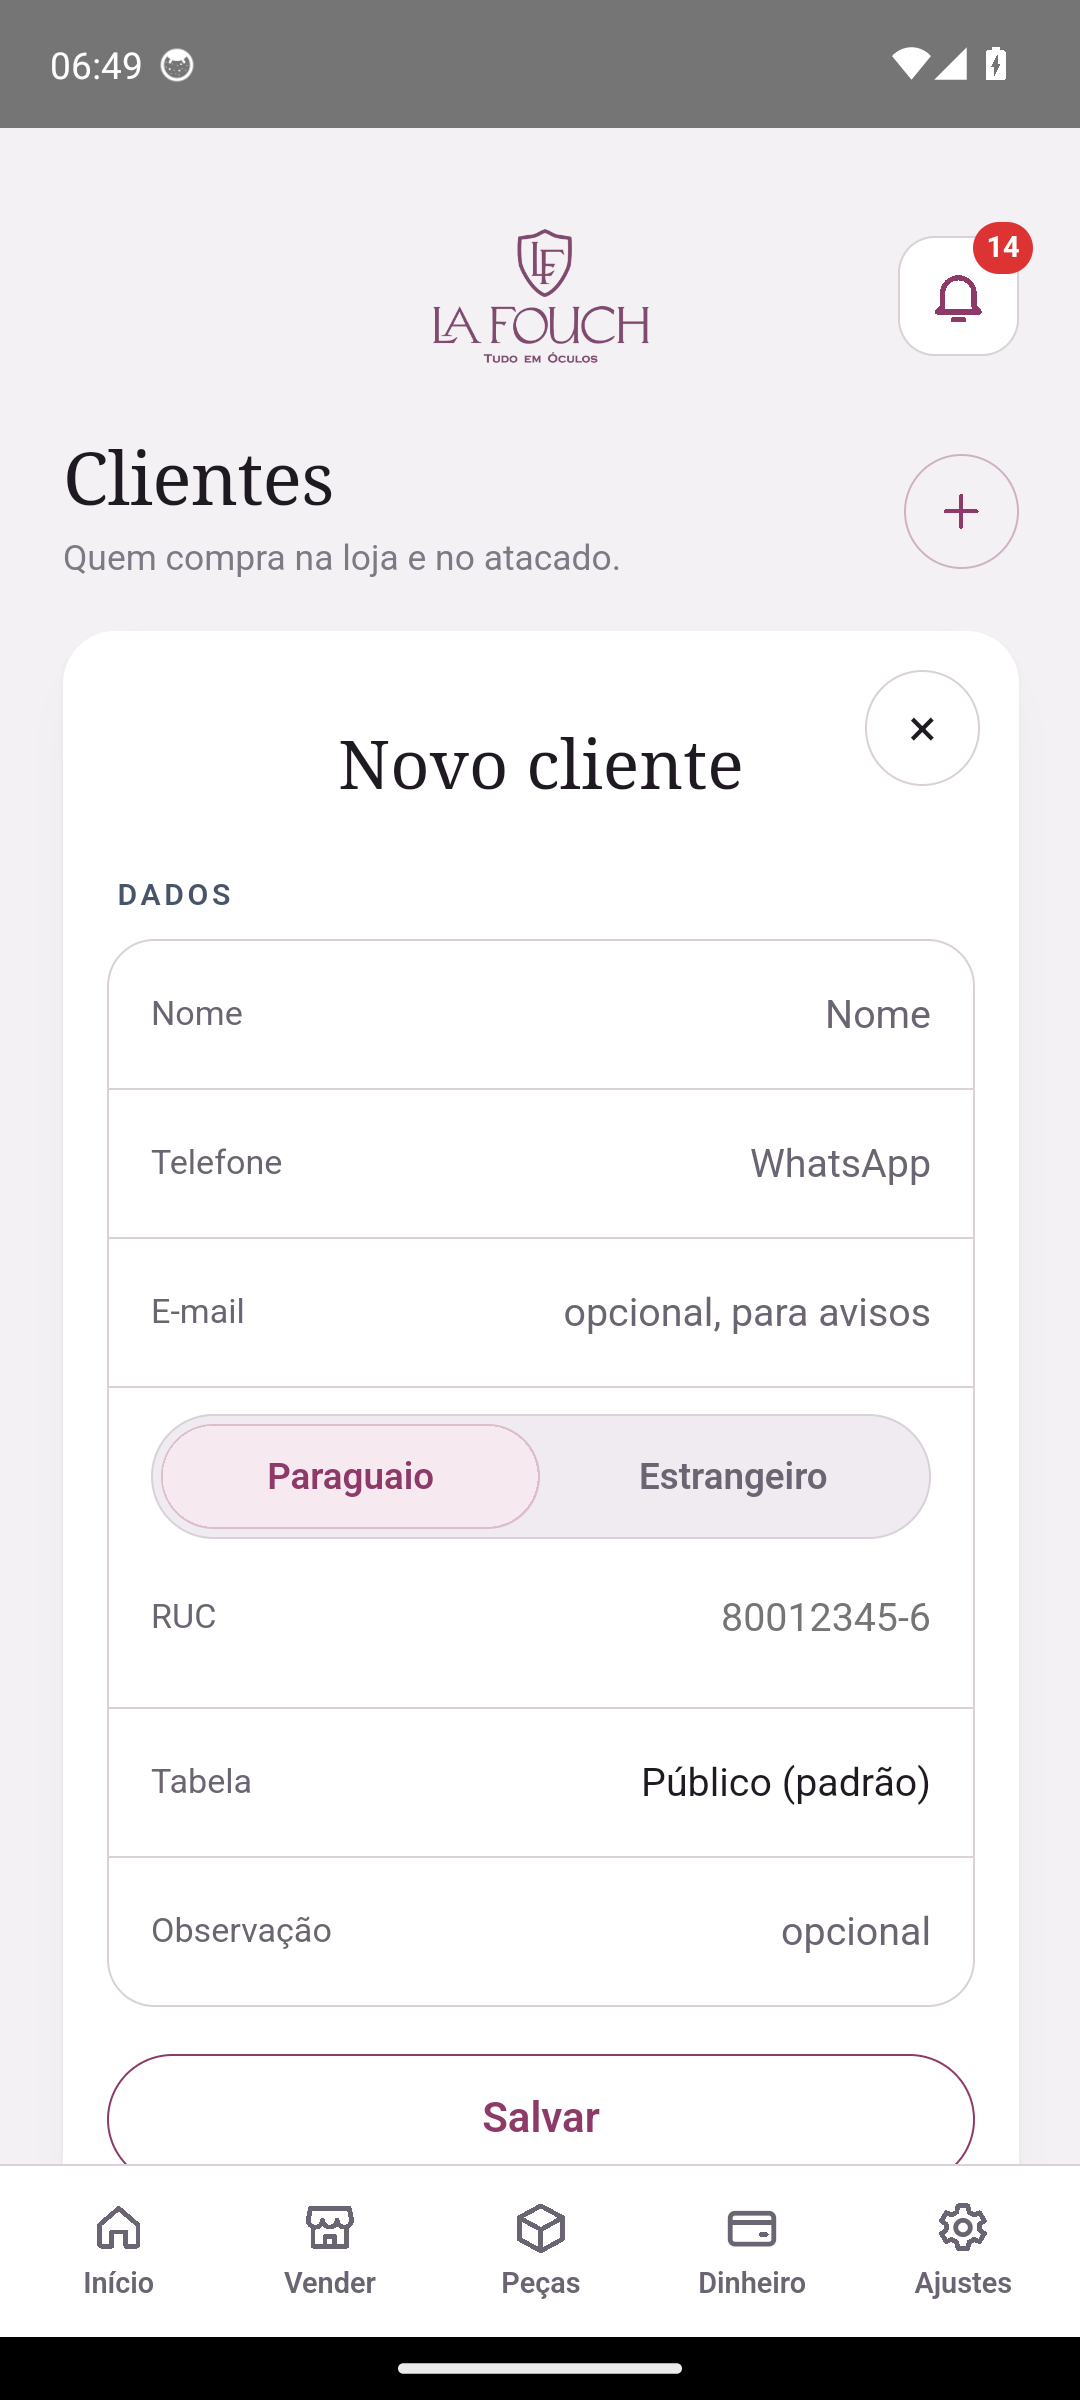 06:49
14
LF
LA FOUCH
TUDO EM ÓCULOS
Clientes
Quem compra na loja e no atacado.
Novo cliente
DADOS
Nome Nome
Telefone WhatsApp
E-mail opcional, para avisos
Paraguaio Estrangeiro
RUC 80012345-6
Tabela Público (padrão)
Observação opcional
Salvar
Início Vender Peças Dinheiro Ajustes